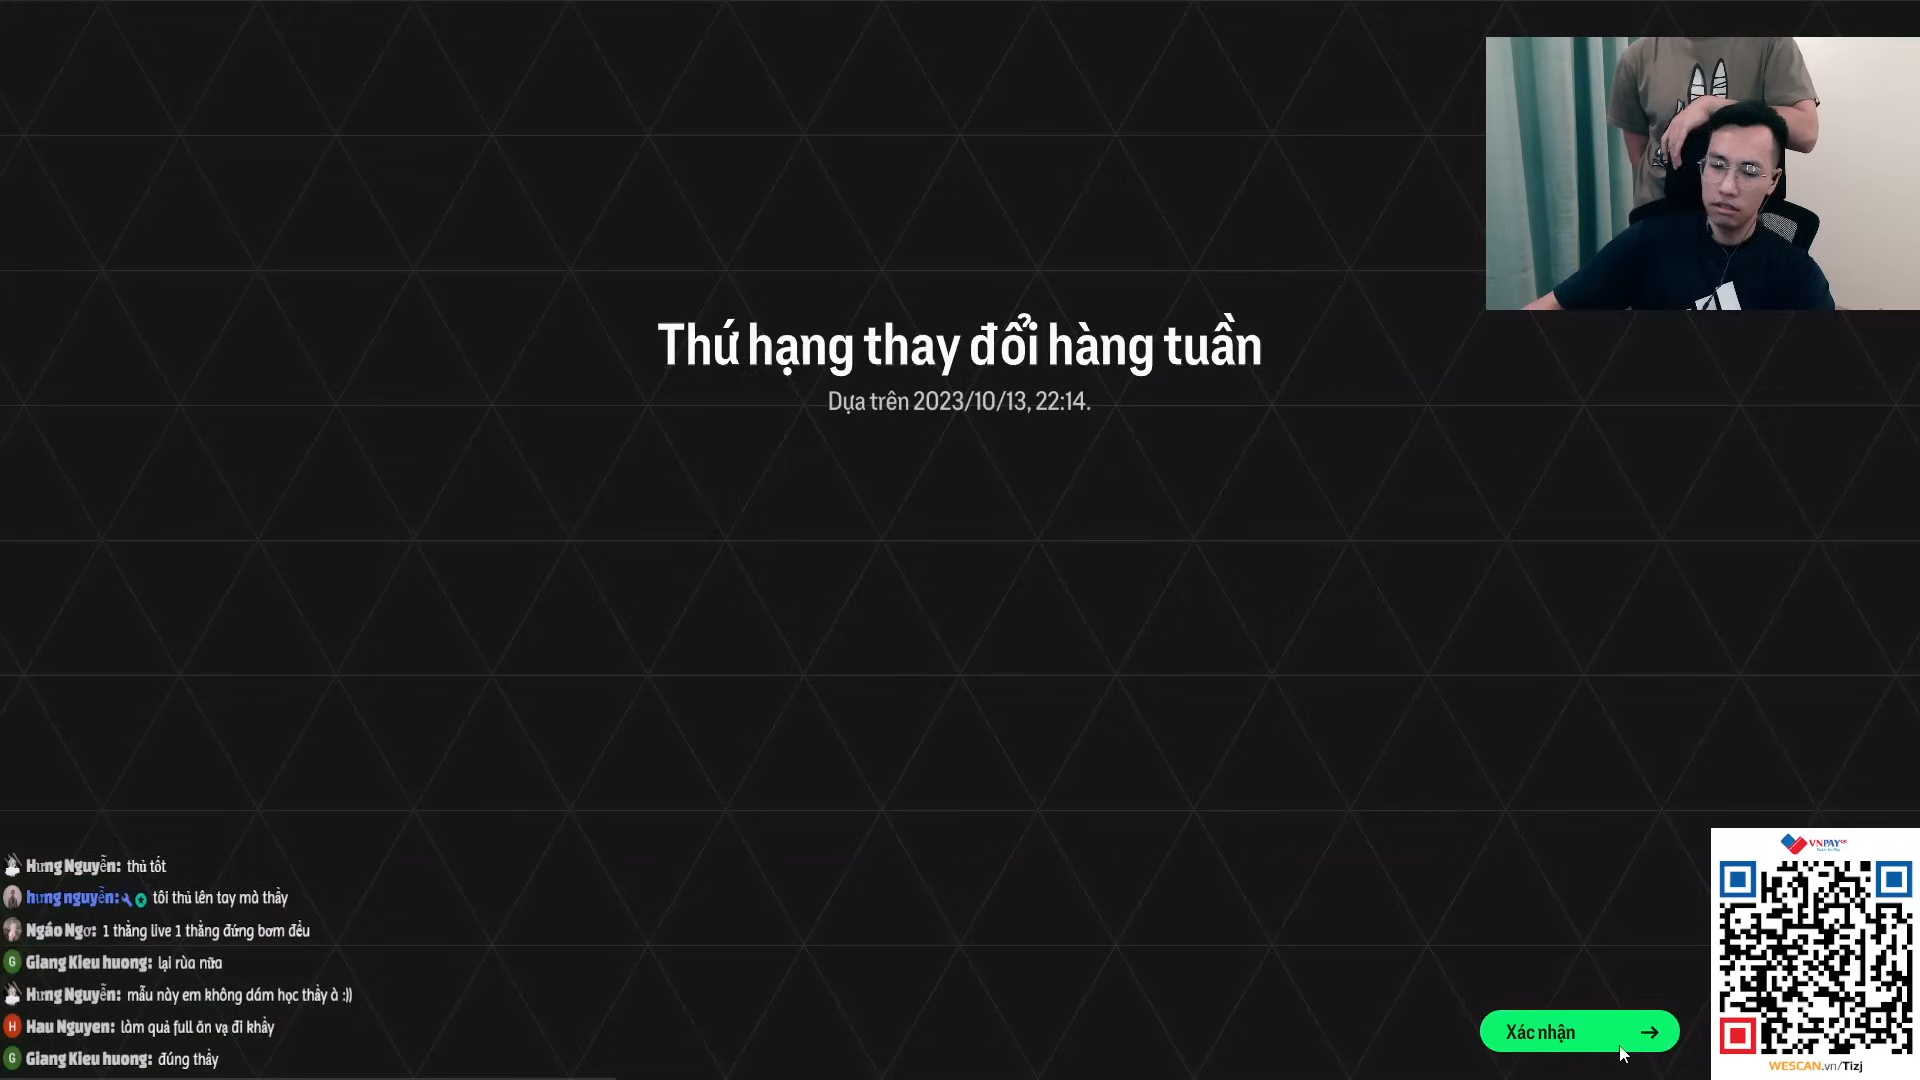 Thứ hạng thay đổi hàng tuần
Dựa trên 2023/10/13, 22:14.
Hưng Nguyễn: thủ tốt
hưng nguyễn: tôi thủ lên tay mà thầy
Ngáo Ngơ: 1 thằng live 1 thằng đứng bơm đểu
G Giang Kieu huong: lại rùa nữa
Hưng Nguyễn: mẫu này em không dám học thầy à :))
H Hau Nguyen: làm quả full ăn vạ đi khầy
G Giang Kieu huong: đúng thầy
Xác nhận
VNPAY
WESCAN.vn/Tizj